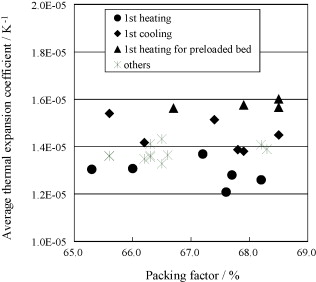 2.0E-05
1st heating
1st cooling
1st heating for preloaded bed
others
1.8E-05
1.6E-05
1.4E-05
1.2E-05
1.0E-05
Average thermal expansion coefficient / K⁻¹
65.0 66.0 67.0 68.0 69.0
Packing factor / %